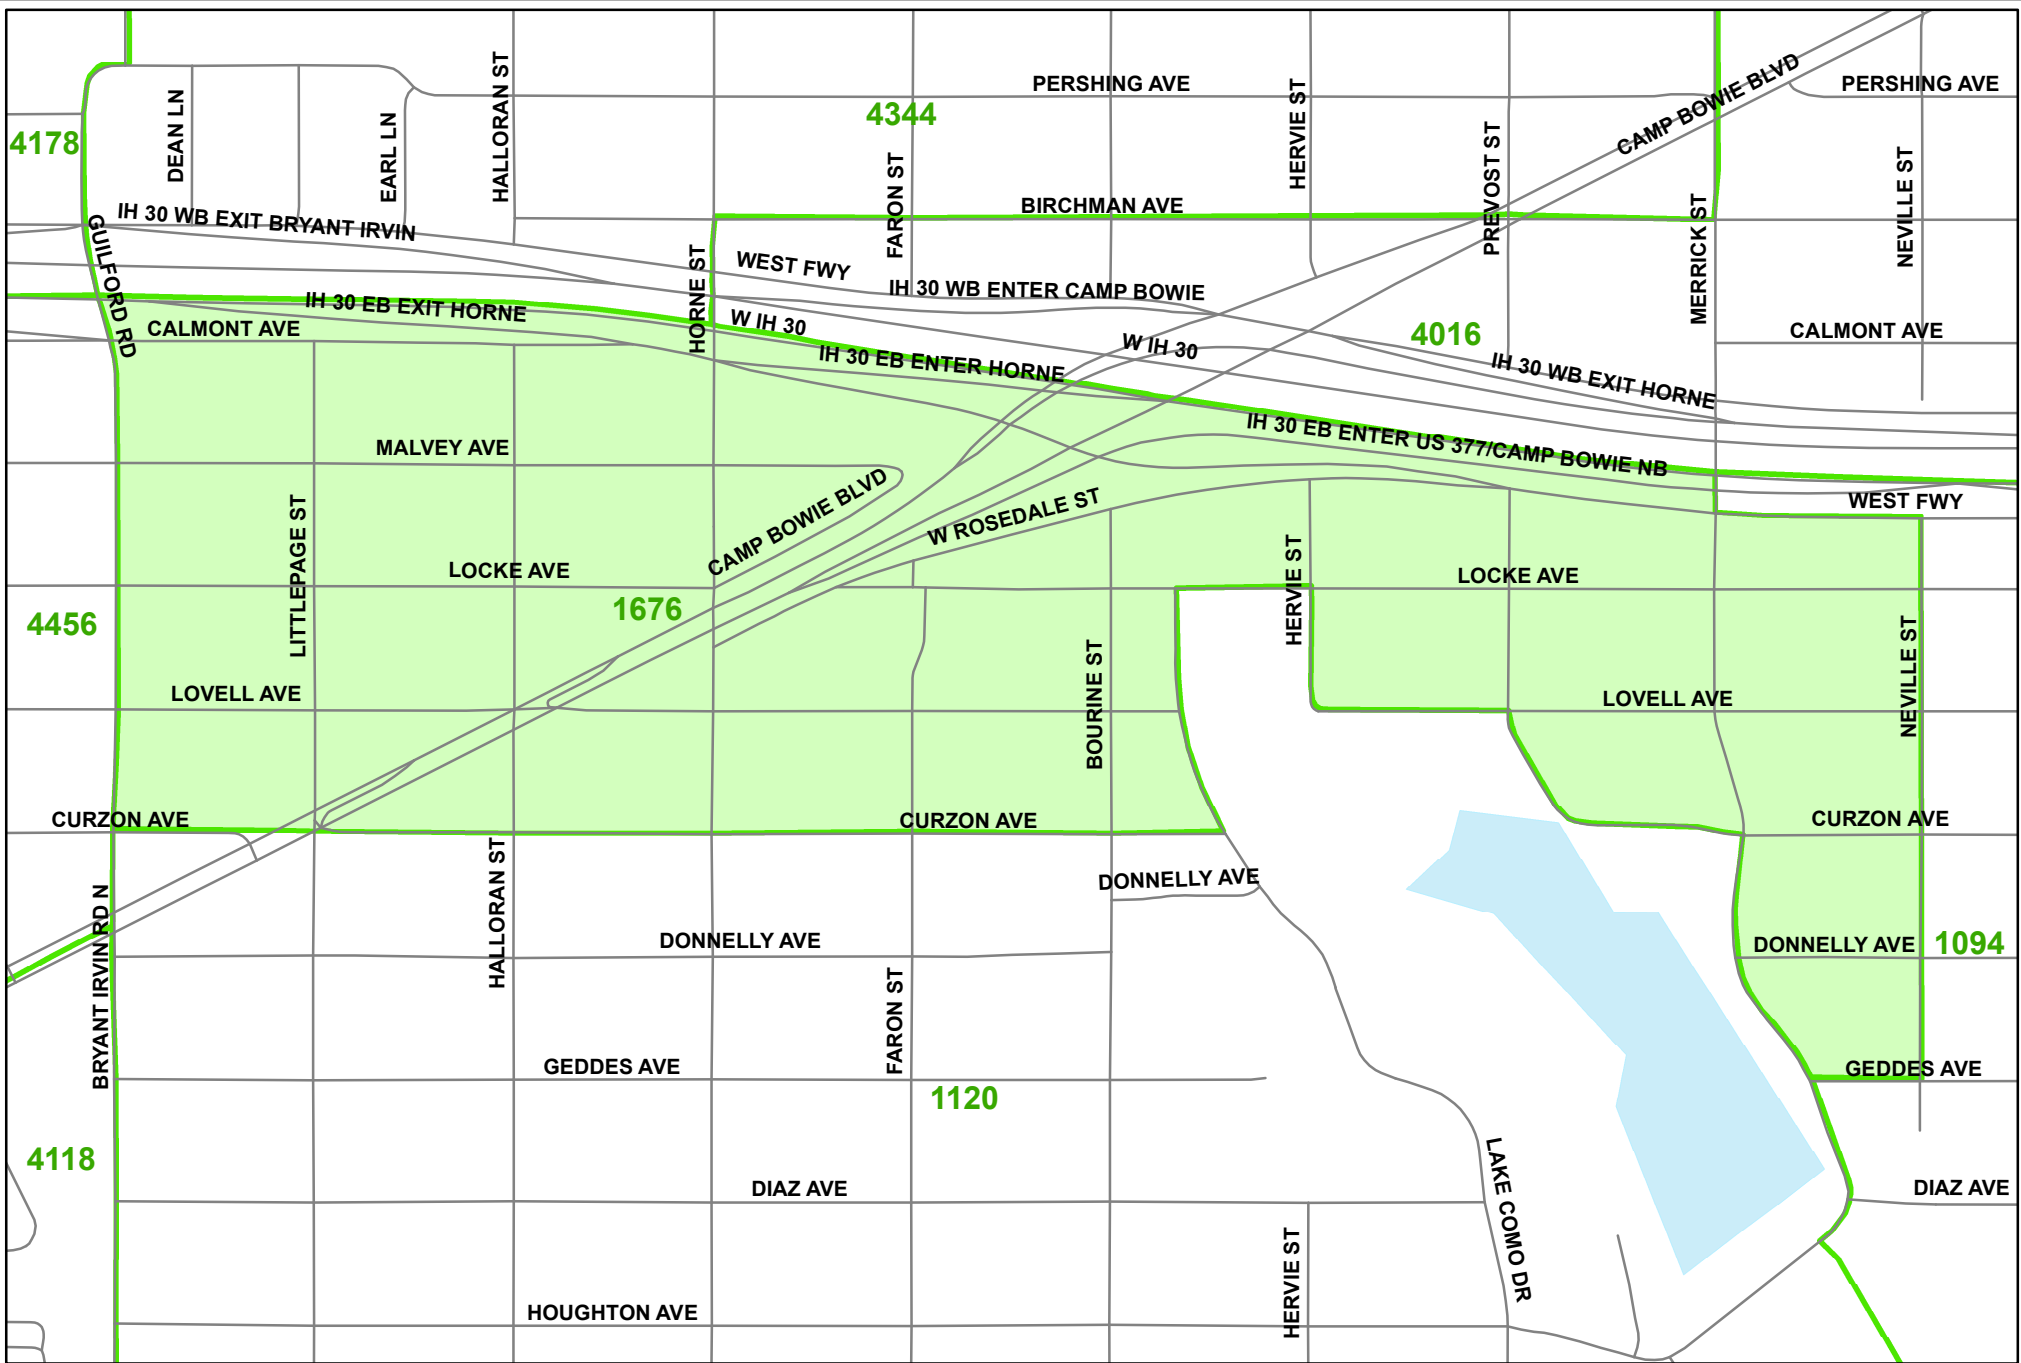 PERSHING AVE
PERSHING AVE
CAMP BOWIE BLVD
HALLORAN ST
HERVIE ST
DEAN LN
EARL LN
4344
4178
PREVOST ST
FARON ST
NEVILLE ST
BIRCHMAN AVE
MERRICK ST
IH 30 WB EXIT BRYANT IRVIN
GUILFORD RD
HORNE ST
WEST FWY
IH 30 WB ENTER CAMP BOWIE
IH 30 EB EXIT HORNE
W IH 30
CALMONT AVE
4016
CALMONT AVE
W IH 30
IH 30 EB ENTER HORNE
IH 30 WB EXIT HORNE
IH 30 EB ENTER US 377/CAMP BOWIE NB
MALVEY AVE
CAMP BOWIE BLVD
W ROSEDALE ST
WEST FWY
LITTLEPAGE ST
LOCKE AVE
HERVIE ST
LOCKE AVE
1676
4456
BOURINE ST
NEVILLE ST
LOVELL AVE
LOVELL AVE
CURZON AVE
CURZON AVE
CURZON AVE
HALLORAN ST
DONNELLY AVE
BRYANT IRVIN RD N
DONNELLY AVE
DONNELLY AVE
1094
FARON ST
GEDDES AVE
GEDDES AVE
1120
4118
LAKE COMO DR
DIAZ AVE
DIAZ AVE
HERVIE ST
HOUGHTON AVE